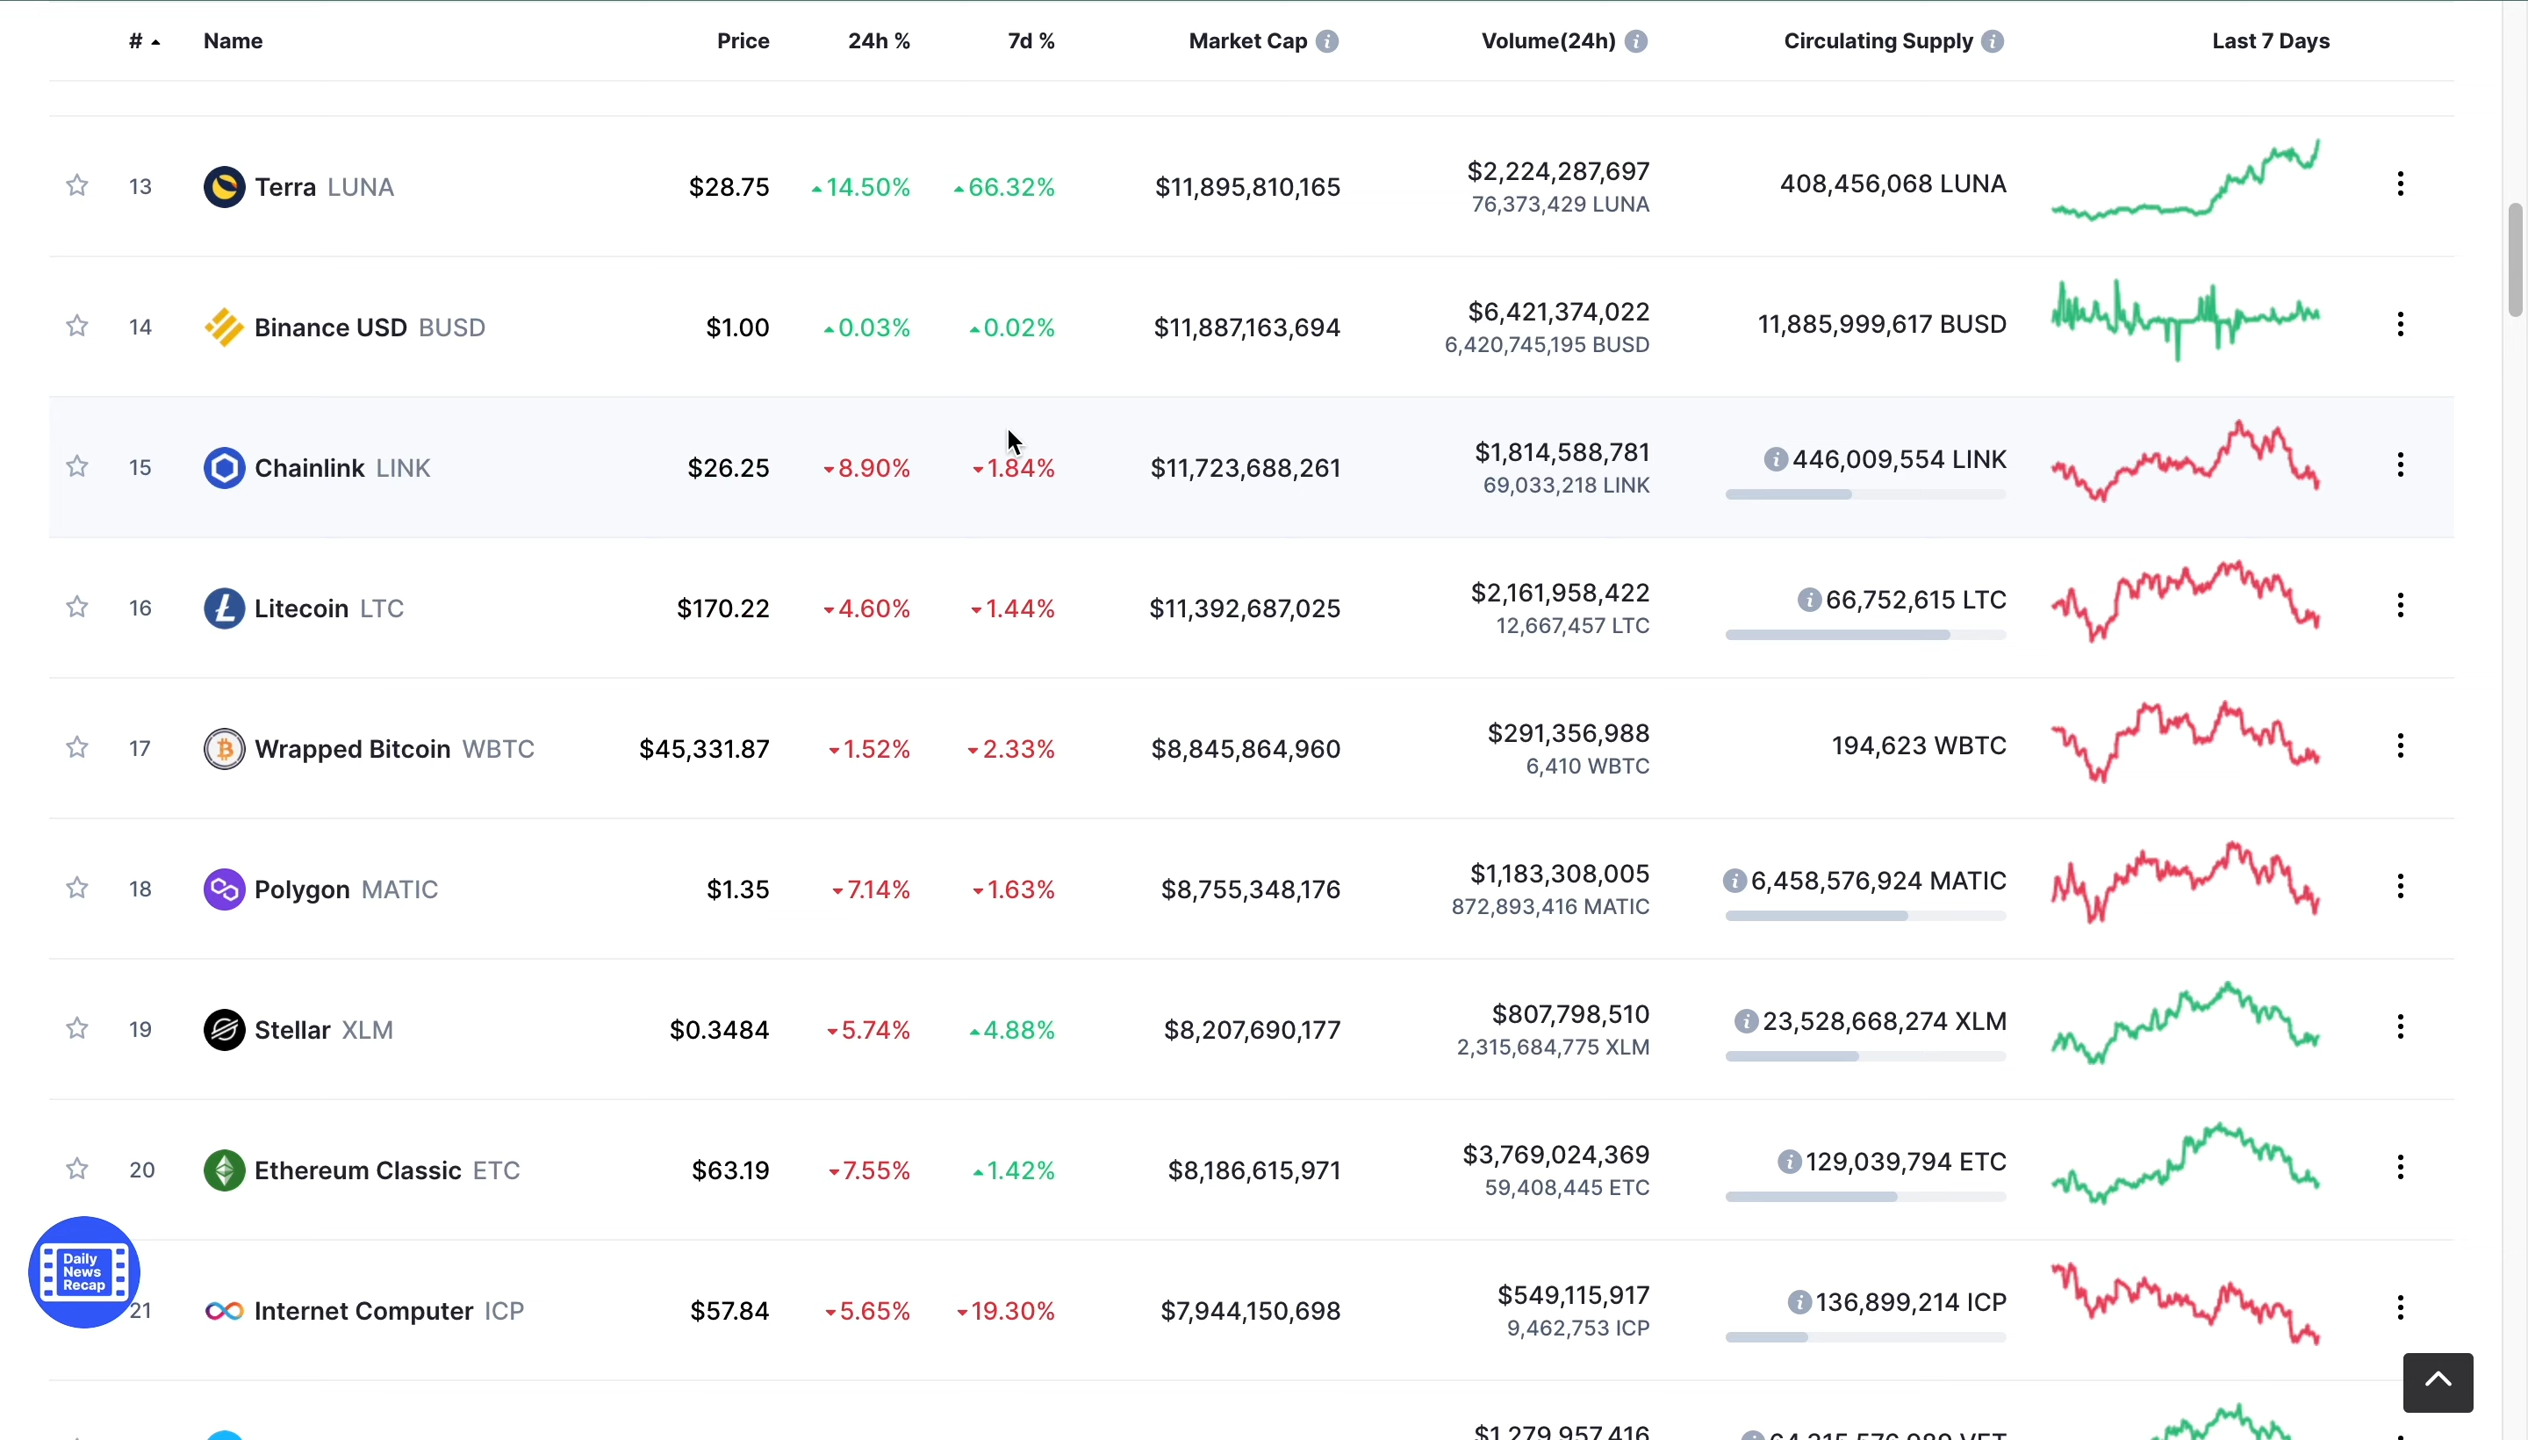 # Name Price 24h % 7d % Market Cap Volume(24h) Circulating Supply Last 7 Days
13 Terra LUNA $28.75 14.50% 66.32% $11,895,810,165 $2,224,287,697 408,456,068 LUNA
76,373,429 LUNA
14 Binance USD BUSD $1.00 0.03% 0.02% $11,887,163,694 $6,421,374,022 11,885,999,617 BUSD
6,420,745,195 BUSD
15 Chainlink LINK $26.25 8.90% 1.84% $11,723,688,261 $1,814,588,781 446,009,554 LINK
69,033,218 LINK
16 Litecoin LTC $170.22 4.60% 1.44% $11,392,687,025 $2,161,958,422 66,752,615 LTC
12,667,457 LTC
17 Wrapped Bitcoin WBTC $45,331.87 1.52% 2.33% $8,845,864,960 $291,356,988 194,623 WBTC
6,410 WBTC
18 Polygon MATIC $1.35 7.14% 1.63% $8,755,348,176 $1,183,308,005 6,458,576,924 MATIC
872,893,416 MATIC
19 Stellar XLM $0.3484 5.74% 4.88% $8,207,690,177 $807,798,510 23,528,668,274 XLM
2,315,684,775 XLM
20 Ethereum Classic ETC $63.19 7.55% 1.42% $8,186,615,971 $3,769,024,369 129,039,794 ETC
59,408,445 ETC
Daily
News
Recap
21 Internet Computer ICP $57.84 5.65% 19.30% $7,944,150,698 $549,115,917 136,899,214 ICP
9,462,753 ICP
$1,279,957,416